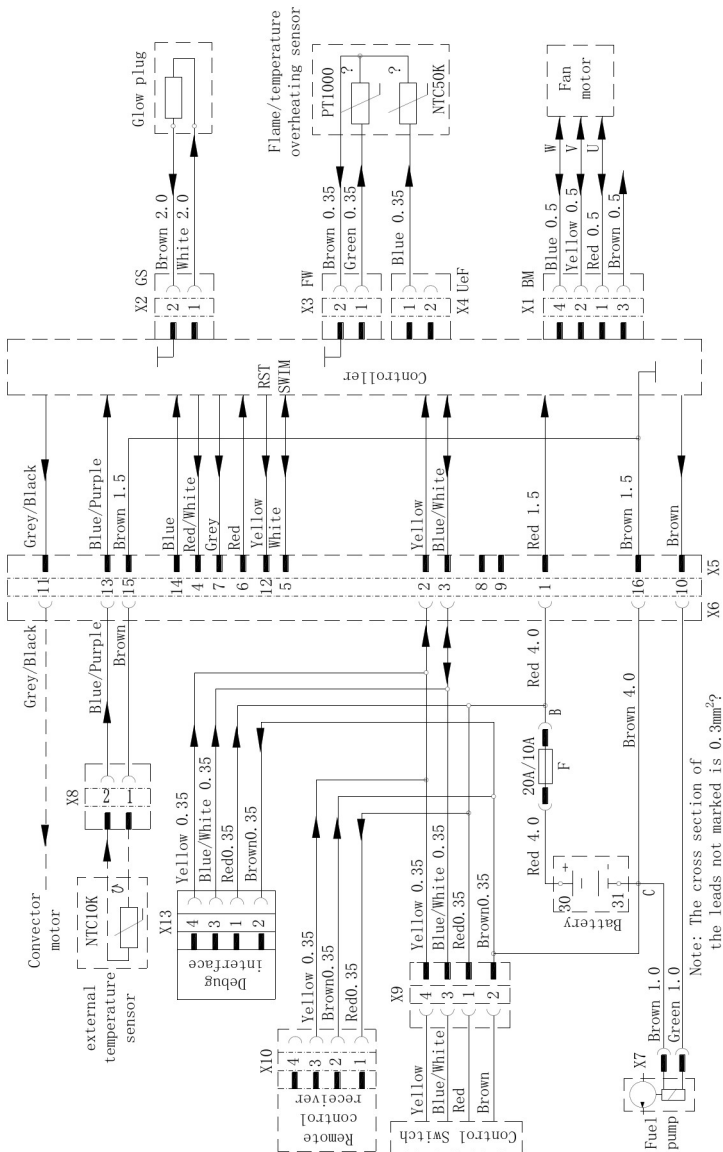 Glow plug
Brown 2.0
White 2.0
X2 GS
2
1
Flame/temperature
overheating sensor
PT1000
?
NTC50K
?
Brown 0.35
Green 0.35
Blue 0.35
X3 FW
2
1
1
2
X4 UeF
Fan
motor
W
V
U
Blue 0.5
Yellow 0.5
Red 0.5
Brown 0.5
X1 BM
4
2
1
3
Controller
Grey/Black
Blue/Purple
Brown 1.5
Blue
Red/White
Grey
Red
Yellow
White
RST
SWIM
Yellow
Blue/White
Red 1.5
Brown 1.5
Brown
11
13
15
14
4
7
6
12
5
2
3
8
9
1
16
10
X5
X6
Grey/Black
Blue/Purple
Brown
Red 4.0
Brown 4.0
X8
2
1
Convector
motor
external
temperature
sensor
NTC10K
Yellow 0.35
Blue/White 0.35
Red0.35
Brown0.35
X13
4
3
1
2
Debug
interface
Yellow 0.35
Brown0.35
Red0.35
X10
4
3
2
1
Remote
control
receiver
Yellow 0.35
Blue/White 0.35
Red0.35
Brown0.35
X9
4
3
1
2
Yellow
Blue/White
Red
Brown
Control Switch
B
20A/10A
F
Red 4.0
30
+
31
Battery
C
Brown 1.0
Green 1.0
X7
Fuel
pump
Note: The cross section of
the leads not marked is 0.3mm²?